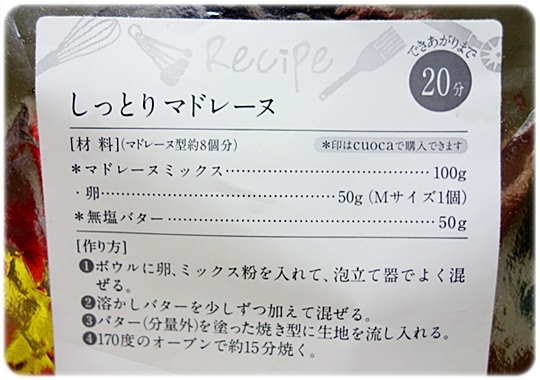 Recipe
できあがりまで
20分
しっとりマドレーヌ
[材 料](マドレーヌ型約8個分)
*印はcuocaで購入できます
*マドレーヌミックス……………………100g
・卵……………………50g (Mサイズ1個)
*無塩バター……………………50g
[作り方]
❶ボウルに卵、ミックス粉を入れて、泡立て器でよく混
ぜる。
❷溶かしバターを少しずつ加えて混ぜる。
❸バター(分量外)を塗った焼き型に生地を流し入れる。
❹170度のオーブンで約15分焼く。